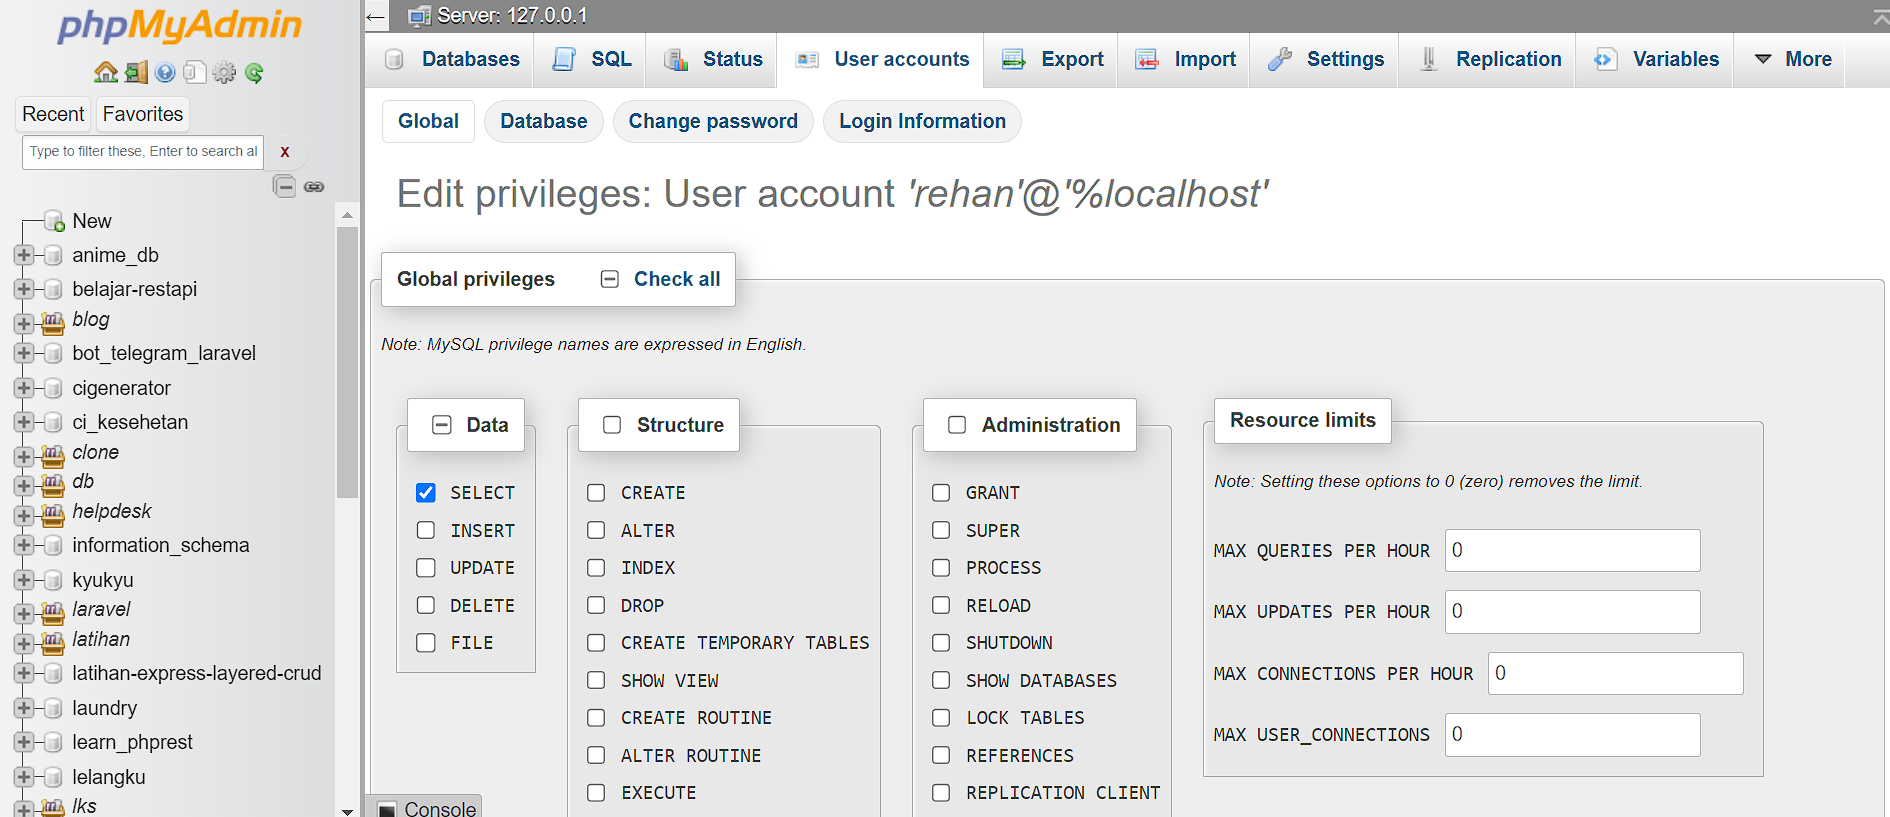 phpMyAdmin
Recent
Favorites
Type to filter these, Enter to search al
X
New
anime_db
belajar-restapi
blog
bot_telegram_laravel
cigenerator
ci_kesehetan
clone
db
helpdesk
information_schema
kyukyu
laravel
latihan
latihan-express-layered-crud
laundry
learn_phprest
lelangku
lks
Server: 127.0.0.1
Databases
SQL
Status
User accounts
Export
Import
Settings
Replication
Variables
More
Global
Database
Change password
Login Information
Edit privileges: User account 'rehan'@'%localhost'
Global privileges
Check all
Note: MySQL privilege names are expressed in English.
Data
SELECT
INSERT
UPDATE
DELETE
FILE
Structure
CREATE
ALTER
INDEX
DROP
CREATE TEMPORARY TABLES
SHOW VIEW
CREATE ROUTINE
ALTER ROUTINE
EXECUTE
Administration
GRANT
SUPER
PROCESS
RELOAD
SHUTDOWN
SHOW DATABASES
LOCK TABLES
REFERENCES
REPLICATION CLIENT
Resource limits
Note: Setting these options to 0 (zero) removes the limit.
MAX QUERIES PER HOUR 0
MAX UPDATES PER HOUR 0
MAX CONNECTIONS PER HOUR 0
MAX USER_CONNECTIONS 0
Console